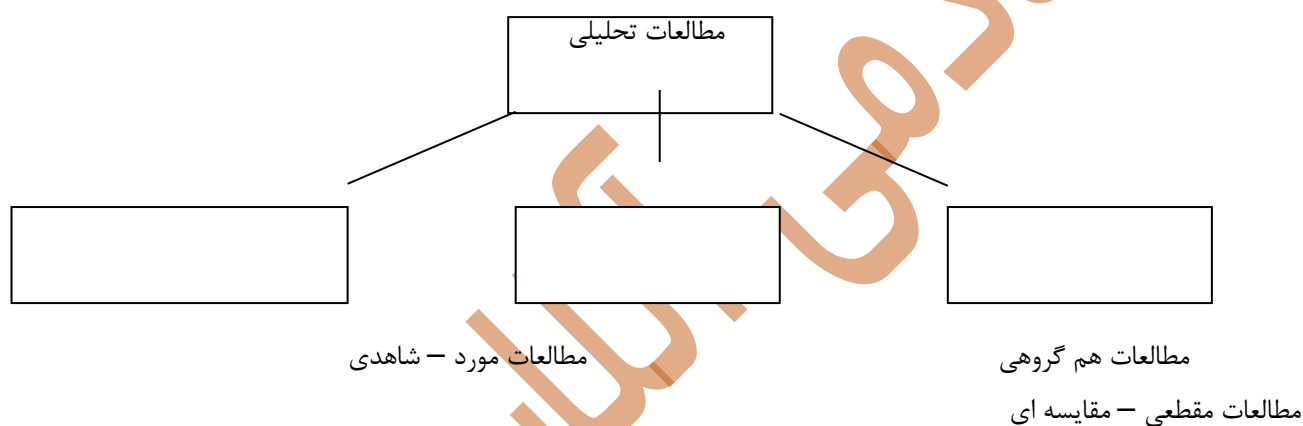 مطالعات تحلیلی
مطالعات هم گروهی
مطالعات مورد – شاهدی
مطالعات مقطعی – مقایسه ای